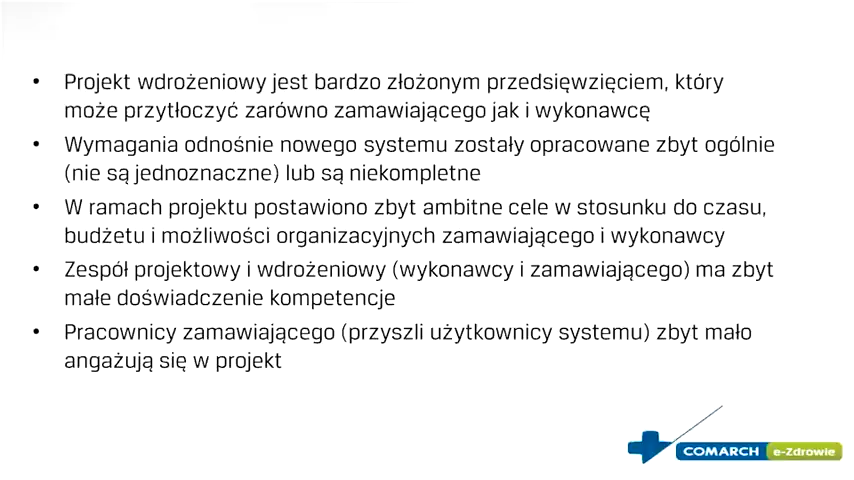 • Projekt wdrożeniowy jest bardzo złożonym przedsięwzięciem, który
może przytłoczyć zarówno zamawiającego jak i wykonawcę
• Wymagania odnośnie nowego systemu zostały opracowane zbyt ogólnie
(nie są jednoznaczne) lub są niekompletne
• W ramach projektu postawiono zbyt ambitne cele w stosunku do czasu,
budżetu i możliwości organizacyjnych zamawiającego i wykonawcy
• Zespół projektowy i wdrożeniowy (wykonawcy i zamawiającego) ma zbyt
małe doświadczenie kompetencje
• Pracownicy zamawiającego (przyszli użytkownicy systemu) zbyt mało
angażują się w projekt
COMARCH e-Zdrowie